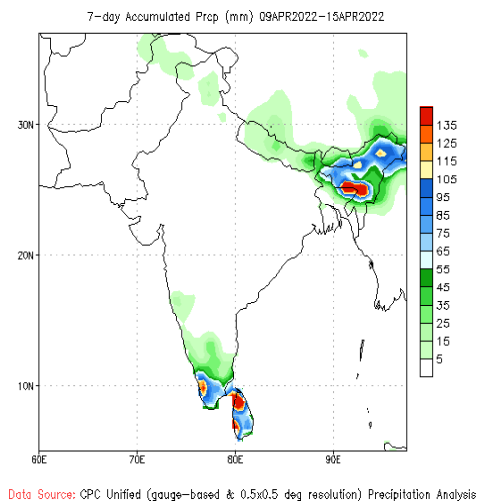 7-day Accumulated Prcp (mm) 09APR2022-15APR2022
30N
20N
10N
60E
70E
80E
90E
135
125
115
105
95
85
75
65
55
45
35
25
15
5
Data Source: CPC Unified (gauge-based & 0.5x0.5 deg resolution) Precipitation Analysis